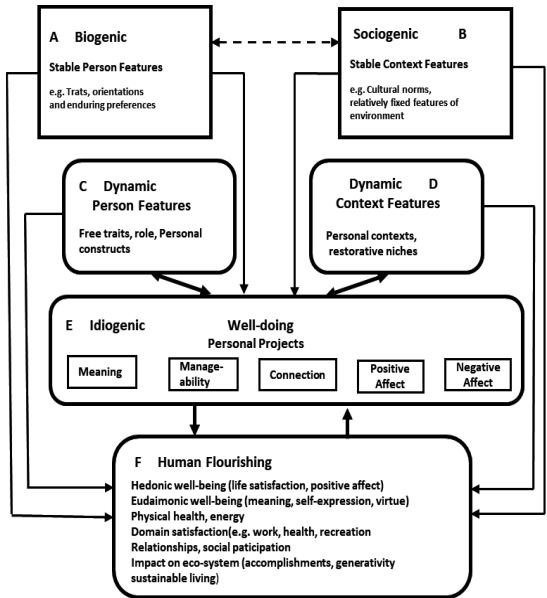 A Biogenic
Stable Person Features
e.g. Trats, orientations
and enduring preferences
Sociogenic B
Stable Context Features
e.g. Cultural norms,
relatively fixed features of
environment
C Dynamic
Person Features
Free traits, role, Personal
constructs
Dynamic D
Context Features
Personal contexts,
restorative niches
E Idiogenic Well-doing
Personal Projects
Meaning
Manage-
ability
Connection
Positive
Affect
Negative
Affect
F Human Flourishing
Hedonic well-being (life satisfaction, positive affect)
Eudaimonic well-being (meaning, self-expression, virtue)
Physical health, energy
Domain satisfaction(e.g. work, health, recreation
Relationships, social paticipation
Impact on eco-system (accomplishments, generativity
sustainable living)